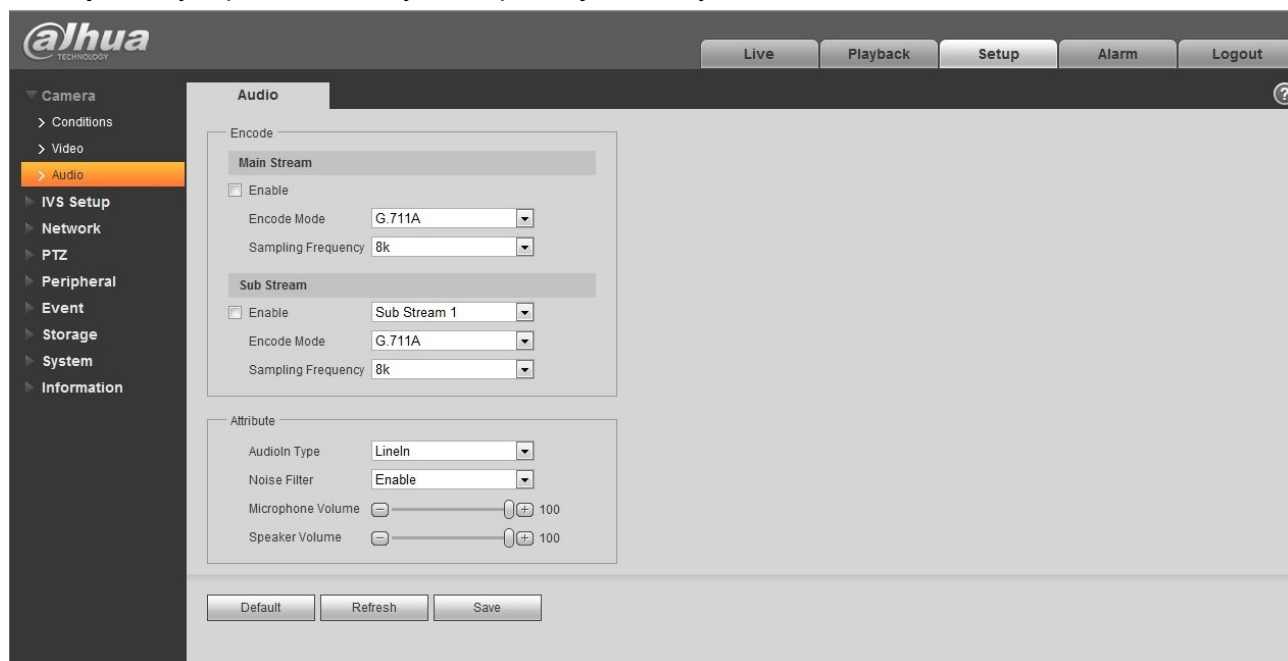 alhua
TECHNOLOGY
Live Playback Setup Alarm Logout
Camera
Conditions
Video
Audio
IVS Setup
Network
PTZ
Peripheral
Event
Storage
System
Information
Audio
?
Encode
Main Stream
Enable
Encode Mode G.711A
Sampling Frequency 8k
Sub Stream
Enable Sub Stream 1
Encode Mode G.711A
Sampling Frequency 8k
Attribute
AudioIn Type LineIn
Noise Filter Enable
Microphone Volume 100
Speaker Volume 100
Default Refresh Save